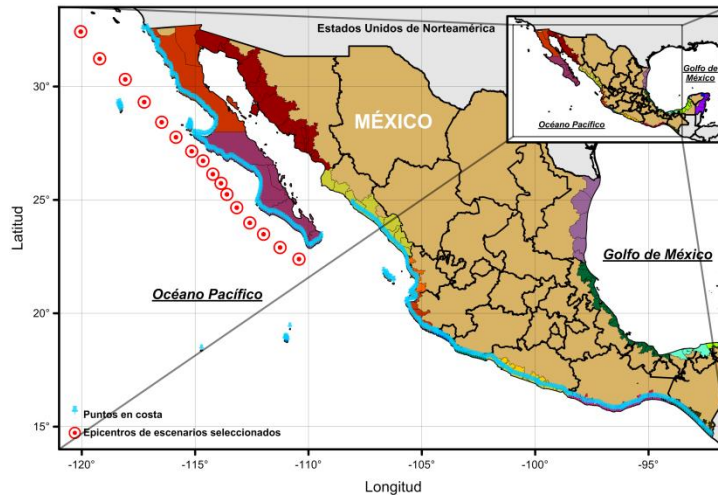 Estados Unidos de Norteamérica
Golfo de
México
Océano Pacífico
MÉXICO
Golfo de México
Océano Pacífico
Puntos en costa
Epicentros de escenarios seleccionados
30°
25°
20°
15°
Latitud
-120°
-115°
-110°
-105°
-100°
-95°
Longitud